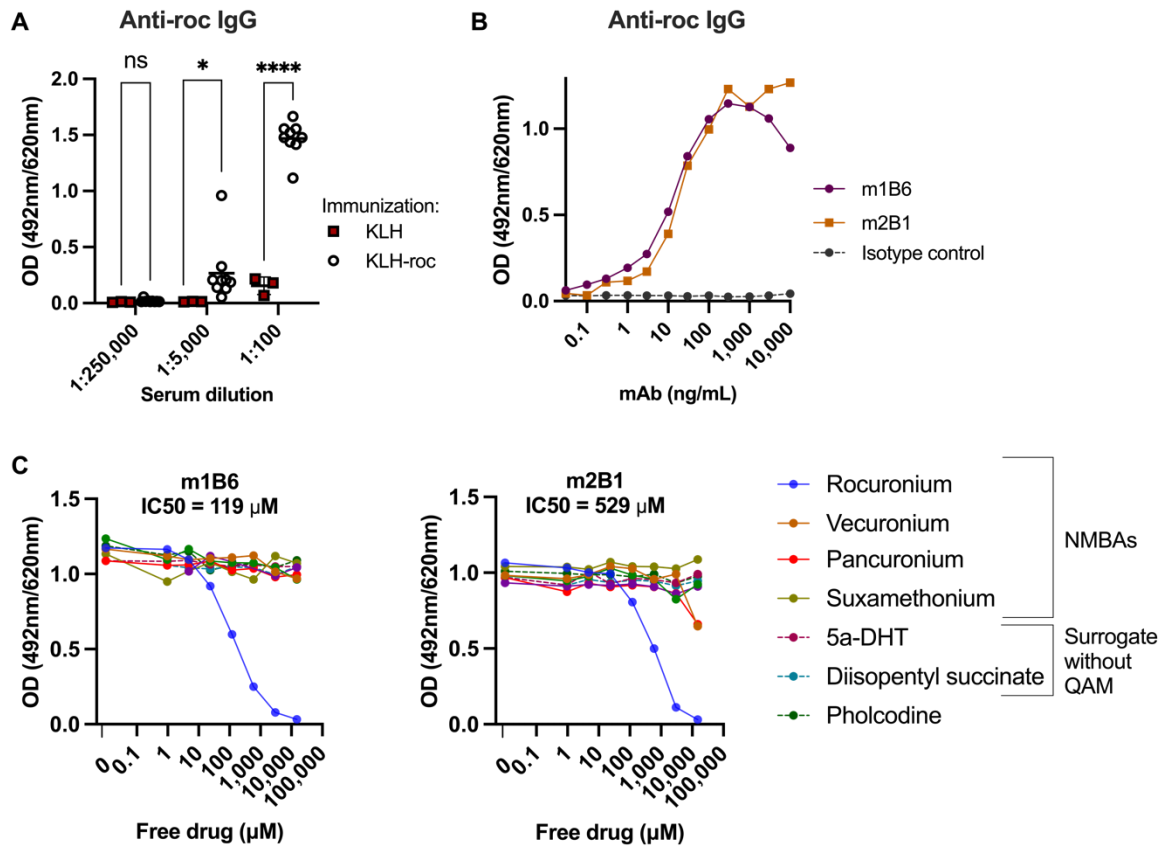 A
Anti-roc IgG
ns
*
****
2.0
1.5
1.0
0.5
0.0
OD (492nm/620nm)
1:250,000
1:5,000
1:100
Serum dilution
Immunization:
KLH
KLH-roc
B
Anti-roc IgG
1.0
0.5
0.0
OD (492nm/620nm)
0.1
1
10
100
1,000
10,000
mAb (ng/mL)
m1B6
m2B1
Isotype control
C
m1B6
IC50 = 119 μM
1.5
1.0
0.5
0.0
OD (492nm/620nm)
0
0.1
1
10
100
1,000
10,000
100,000
Free drug (μM)
m2B1
IC50 = 529 μM
1.5
1.0
0.5
0.0
OD (492nm/620nm)
0
0.1
1
10
100
1,000
10,000
100,000
Free drug (μM)
Rocuronium
Vecuronium
Pancuronium
Suxamethonium
5a-DHT
Diisopentyl succinate
Pholcodine
NMBAs
Surrogate
without
QAM